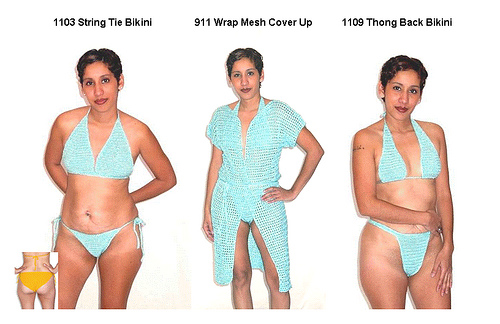 1103 String Tie Bikini
911 Wrap Mesh Cover Up
1109 Thong Back Bikini